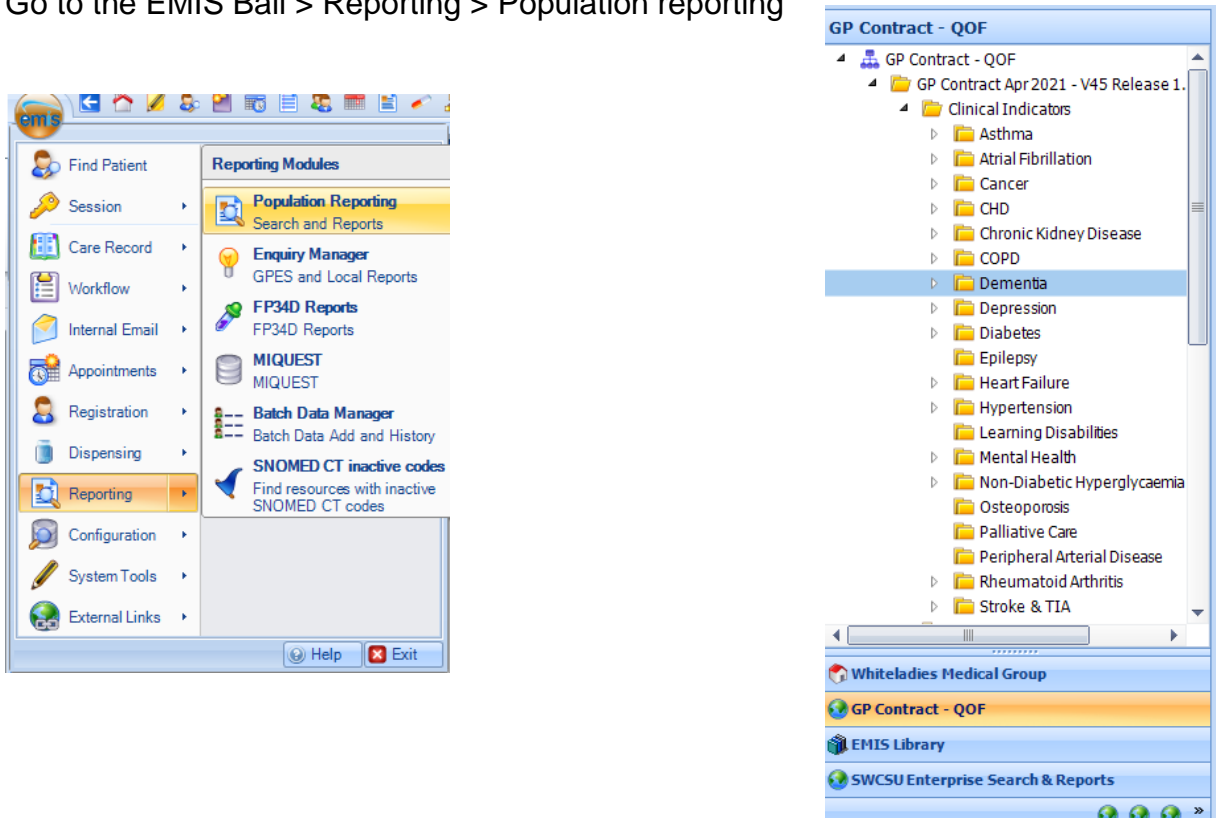 Go to the EMIS Ball > Reporting > Population reporting
emis
Find Patient
Session
Care Record
Workflow
Internal Email
Appointments
Registration
Dispensing
Reporting
Configuration
System Tools
External Links
Reporting Modules
Population Reporting
Search and Reports
Enquiry Manager
GPES and Local Reports
FP34D Reports
FP34D Reports
MIQUEST
MIQUEST
Batch Data Manager
Batch Data Add and History
SNOMED CT inactive codes
Find resources with inactive
SNOMED CT codes
Help
Exit
GP Contract - QOF
GP Contract - QOF
GP Contract Apr 2021 - V45 Release 1.
Clinical Indicators
Asthma
Atrial Fibrillation
Cancer
CHD
Chronic Kidney Disease
COPD
Dementia
Depression
Diabetes
Epilepsy
Heart Failure
Hypertension
Learning Disabilities
Mental Health
Non-Diabetic Hyperglycaemia
Osteoporosis
Palliative Care
Peripheral Arterial Disease
Rheumatoid Arthritis
Stroke & TIA
Whiteladies Medical Group
GP Contract - QOF
EMIS Library
SWCSU Enterprise Search & Reports
»